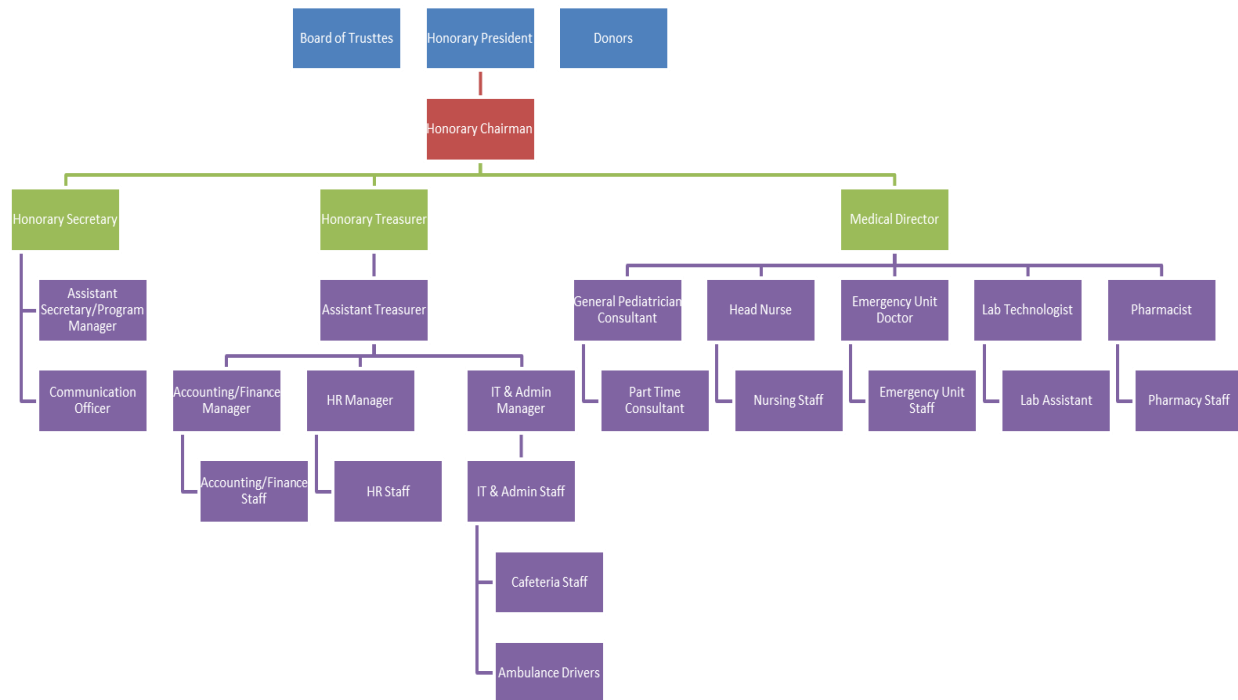 Board of Trusttes
Honorary President
Donors
Honorary Chairman
Honorary Secretary
Honorary Treasurer
Medical Director
Assistant
Secretary/Program
Manager
Assistant Treasurer
General Pediatrician
Consultant
Head Nurse
Emergency Unit
Doctor
Lab Technologist
Pharmacist
Communication
Officer
Accounting/Finance
Manager
HR Manager
IT & Admin
Manager
Part Time
Consultant
Nursing Staff
Emergency Unit
Staff
Lab Assistant
Pharmacy Staff
Accounting/Finance
Staff
HR Staff
IT & Admin Staff
Cafeteria Staff
Ambulance Drivers